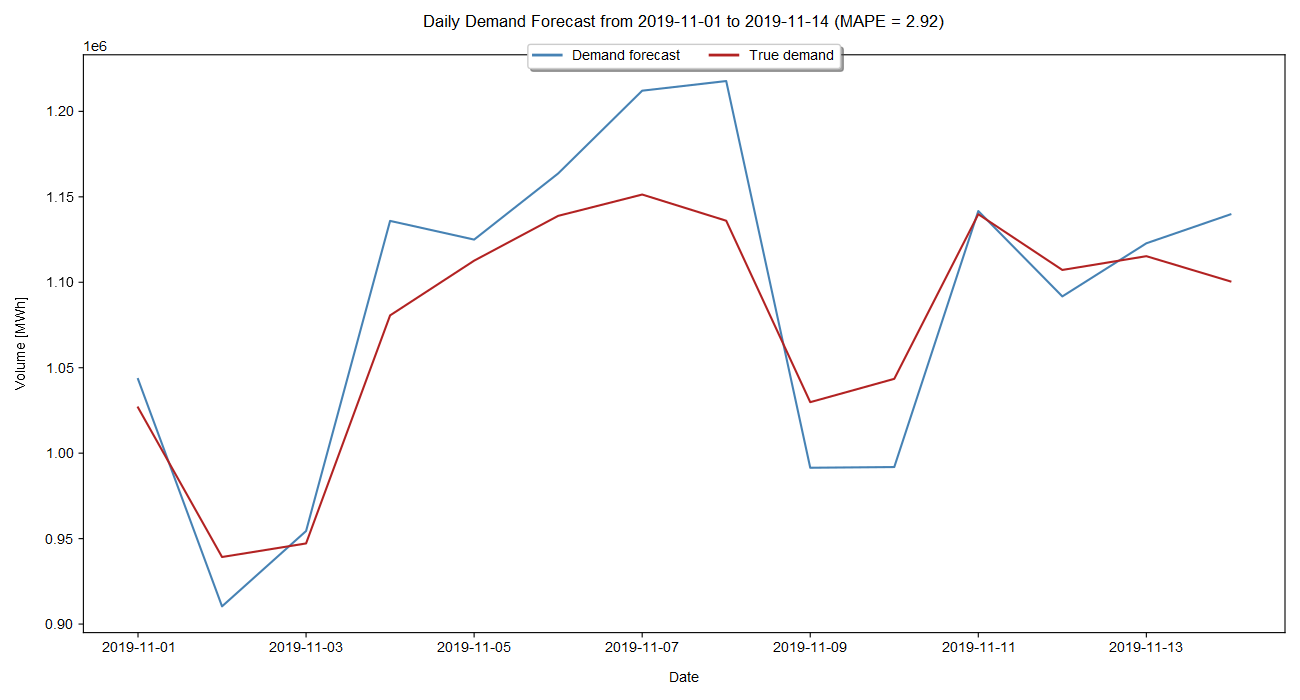 Daily Demand Forecast from 2019-11-01 to 2019-11-14 (MAPE = 2.92)
1e6
Demand forecast True demand
1.20
1.15
1.10
1.05
1.00
0.95
0.90
Volume [MWh]
2019-11-01 2019-11-03 2019-11-05 2019-11-07 2019-11-09 2019-11-11 2019-11-13
Date